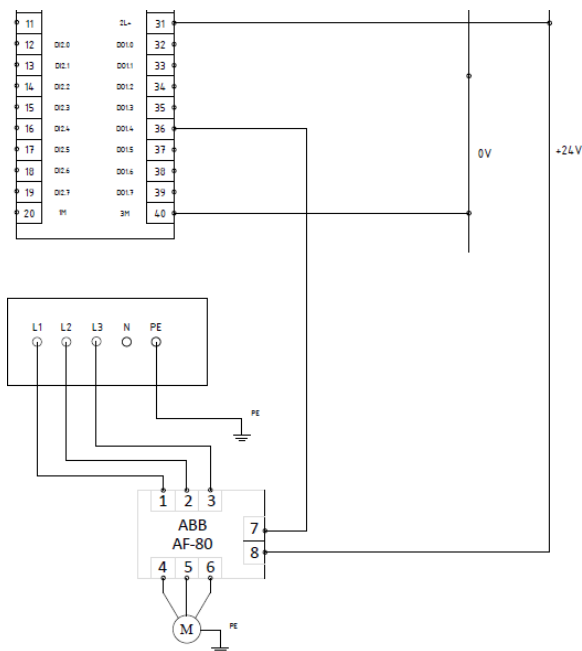 11 2L+ 31
12 DI2.0 DO1.0 32
13 DI2.1 DO1.1 33
14 DI2.2 DO1.2 34
15 DI2.3 DO1.3 35
16 DI2.4 DO1.4 36
17 DI2.5 DO1.5 37
18 DI2.6 DO1.6 38
19 DI2.7 DO1.7 39
20 1M 3M 40
0V +24V
L1 L2 L3 N PE
PE
1 2 3
ABB
AF-80
7
8
4 5 6
M
PE